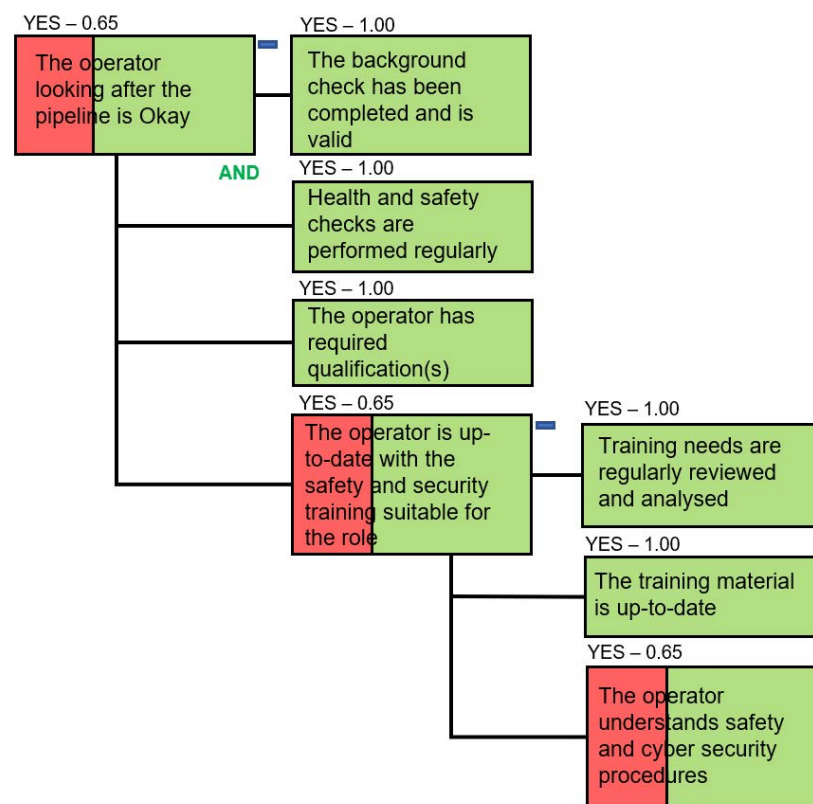 YES – 0.65
The operator
looking after the
pipeline is Okay
YES – 1.00
The background
check has been
completed and is
valid
AND
YES – 1.00
Health and safety
checks are
performed regularly
YES – 1.00
The operator has
required
qualification(s)
YES – 0.65
The operator is up-
to-date with the
safety and security
training suitable for
the role
YES – 1.00
Training needs are
regularly reviewed
and analysed
YES – 1.00
The training material
is up-to-date
YES – 0.65
The operator
understands safety
and cyber security
procedures